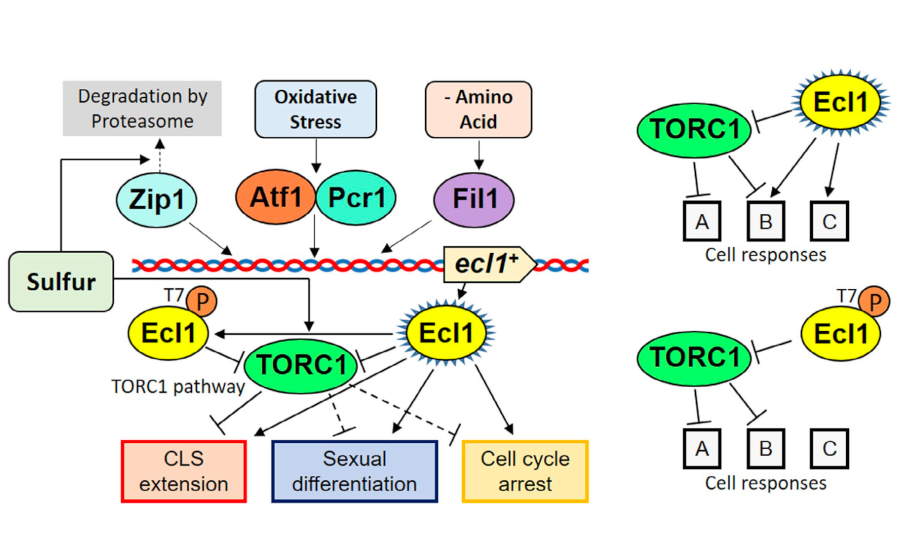 Degradation by
Proteasome
Oxidative
Stress
- Amino
Acid
Zip1
Atf1
Pcr1
Fil1
Sulfur
ecl1+
T7
P
Ecl1
Ecl1
TORC1
TORC1 pathway
CLS
extension
Sexual
differentiation
Cell cycle
arrest
Ecl1
TORC1
A
B
C
Cell responses
T7
P
Ecl1
TORC1
A
B
C
Cell responses